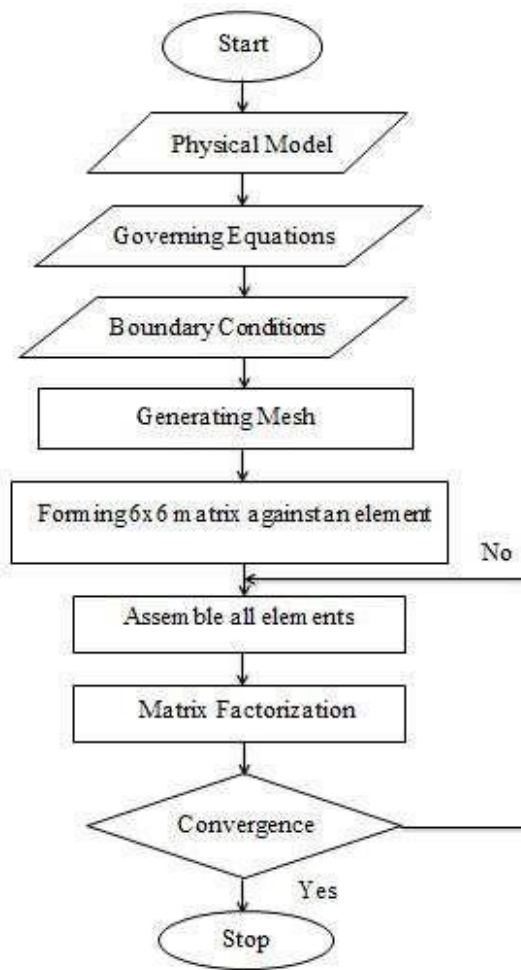 Start
Physical Model
Governing Equations
Boundary Conditions
Generating Mesh
Forming 6x6 matrix against an element
No
Assemble all elements
Matrix Factorization
Convergence
Yes
Stop